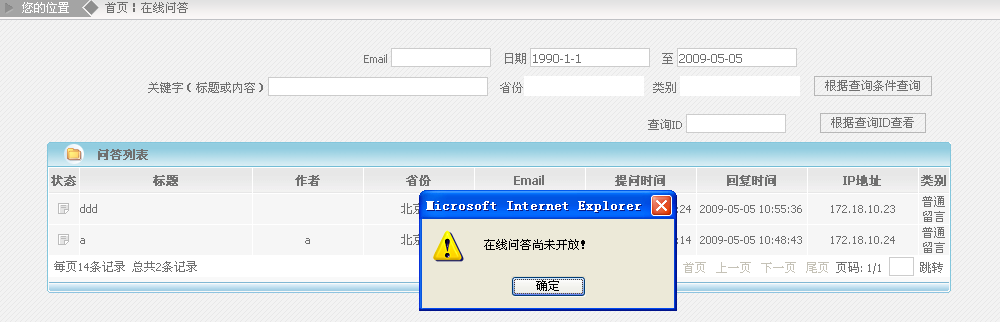 您的位置 首页 | 在线问答
Email 日期 1990-1-1 至 2009-05-05
关键字（标题或内容） 省份 类别 根据查询条件查询
查询ID 根据查询ID查看
问答列表
状态 标题 作者 省份 Email 提问时间 回复时间 IP地址 类别
ddd 北京 :24 2009-05-05 10:55:36 172.18.10.23 普通留言
a a 北京 :14 2009-05-05 10:48:43 172.18.10.24 普通留言
每页14条记录 总共2条记录 首页 上一页 下一页 尾页 页码: 1/1 跳转
Microsoft Internet Explorer
在线问答尚未开放!
确定